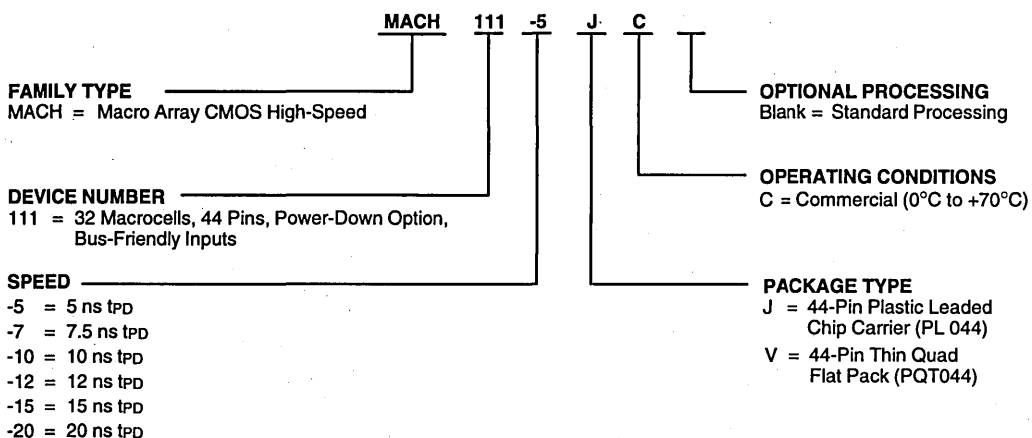 MACH 111 -5 J C
FAMILY TYPE
MACH = Macro Array CMOS High-Speed
DEVICE NUMBER
111 = 32 Macrocells, 44 Pins, Power-Down Option,
Bus-Friendly Inputs
SPEED
-5 = 5 ns tPD
-7 = 7.5 ns tPD
-10 = 10 ns tPD
-12 = 12 ns tPD
-15 = 15 ns tPD
-20 = 20 ns tPD
OPTIONAL PROCESSING
Blank = Standard Processing
OPERATING CONDITIONS
C = Commercial (0°C to +70°C)
PACKAGE TYPE
J = 44-Pin Plastic Leaded
Chip Carrier (PL 044)
V = 44-Pin Thin Quad
Flat Pack (PQT044)